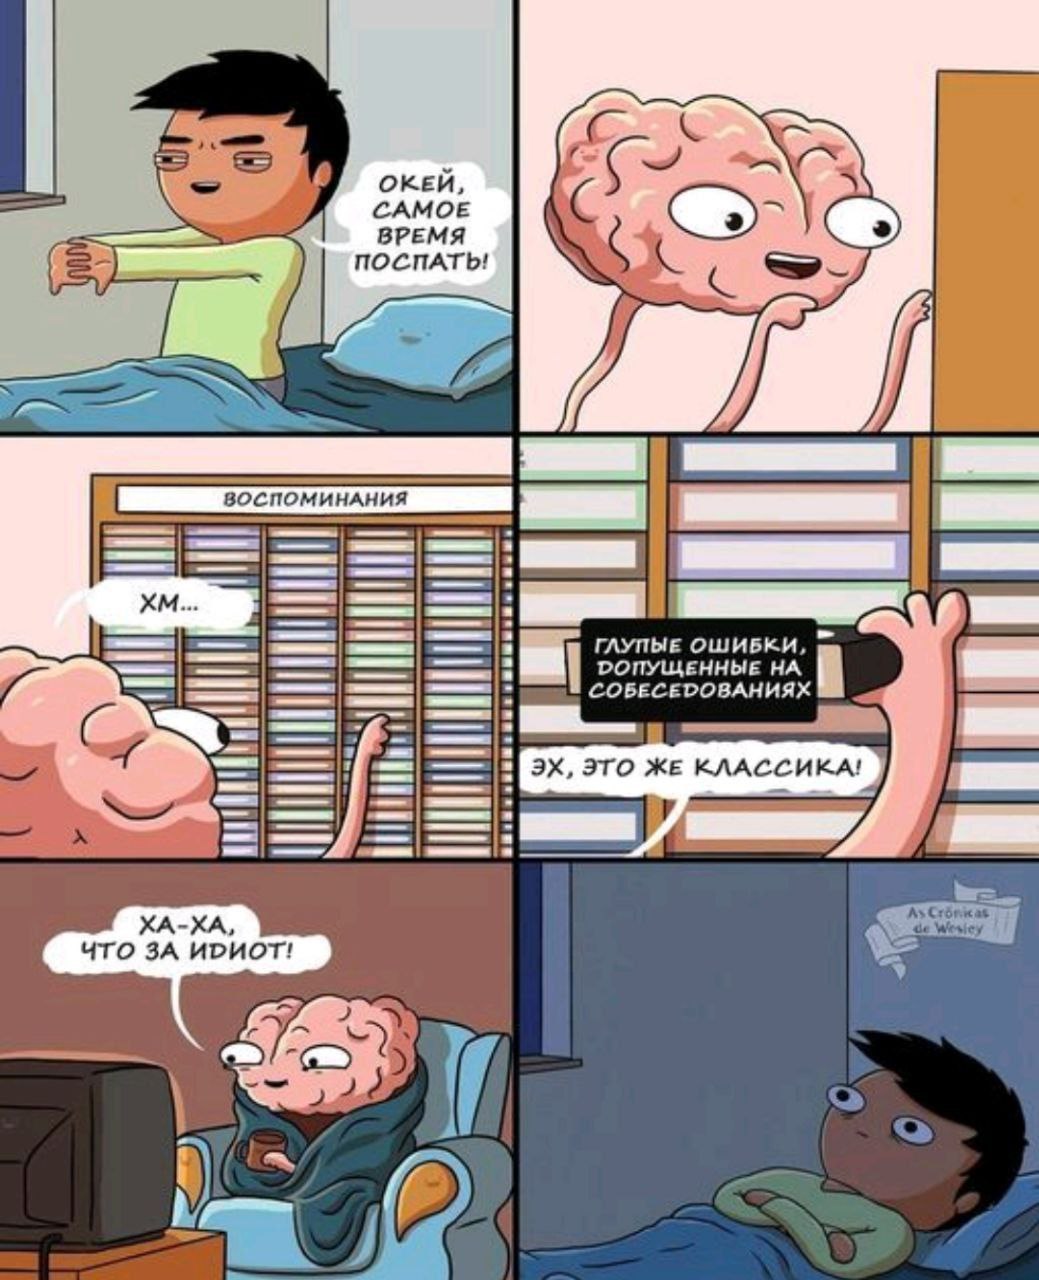 ОКЕЙ,
САМОЕ
ВРЕМЯ
ПОСПАТЬ!
ВОСПОМИНАНИЯ
ХМ...
ГЛУПЫЕ ОШИБКИ,
ДОПУЩЕННЫЕ НА
СОБЕСЕДОВАНИЯХ
ЭХ, ЭТО ЖЕ КЛАССИКА!
ХА-ХА,
ЧТО ЗА ИДИОТ!
As Crônicas
de Wesley